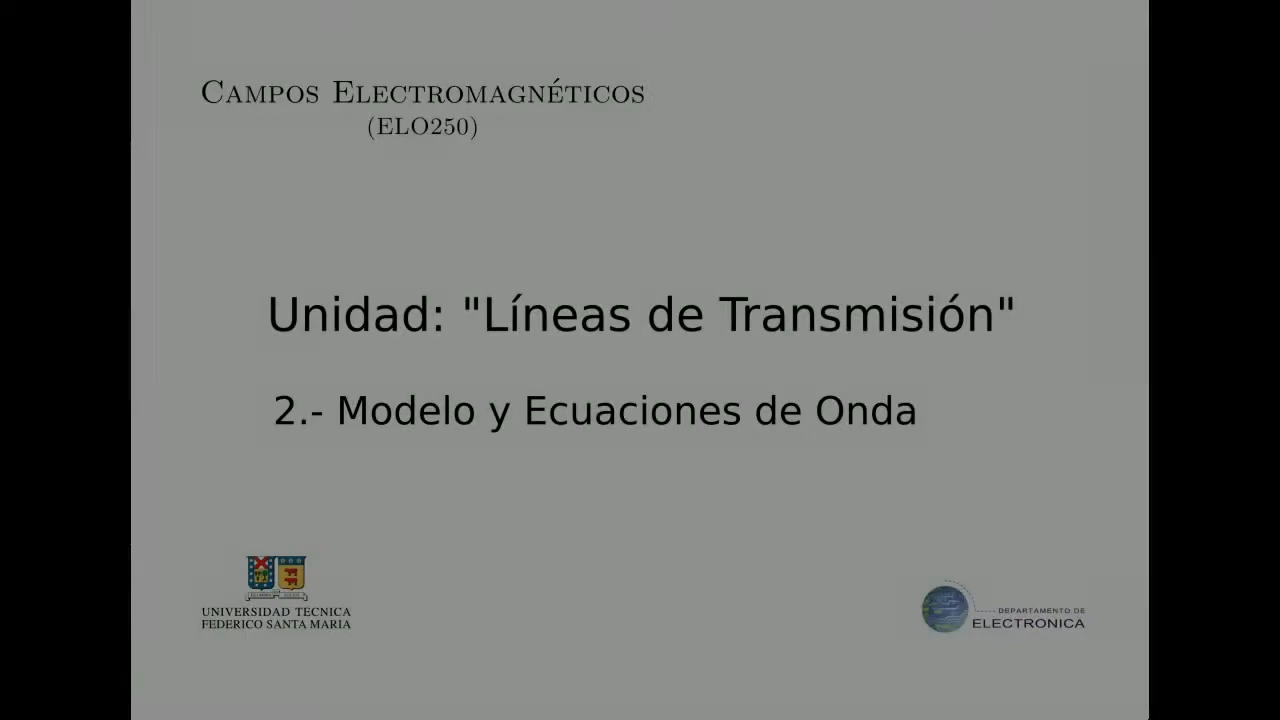 Campos Electromagnéticos
(ELO250)
Unidad: "Líneas de Transmisión"
2.- Modelo y Ecuaciones de Onda
UNIVERSIDAD TECNICA
FEDERICO SANTA MARIA
DEPARTAMENTO DE
ELECTRONICA